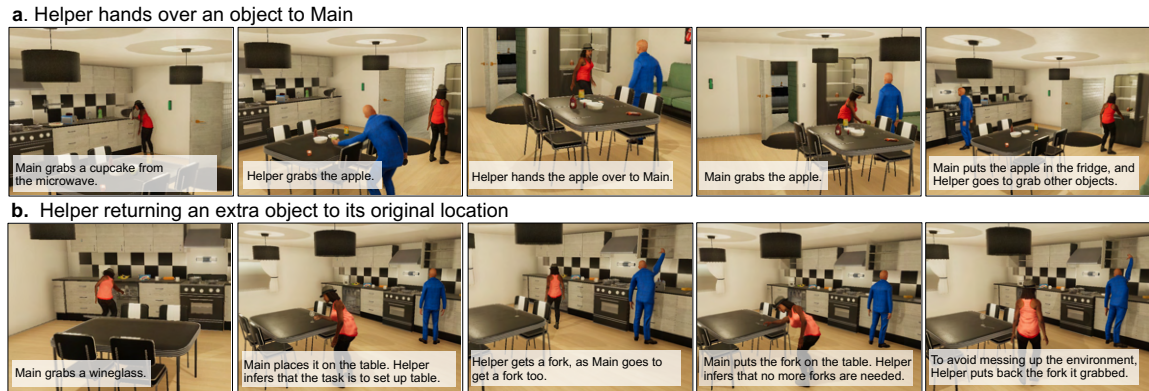 a. Helper hands over an object to Main
Main grabs a cupcake from
the microwave.
Helper grabs the apple.
Helper hands the apple over to Main.
Main grabs the apple.
Main puts the apple in the fridge, and
Helper goes to grab other objects.
b. Helper returning an extra object to its original location
Main grabs a wineglass.
Main places it on the table. Helper
infers that the task is to set up table.
Helper gets a fork, as Main goes to
get a fork too.
Main puts the fork on the table. Helper
infers that no more forks are needed.
To avoid messing up the environment,
Helper puts back the fork it grabbed.